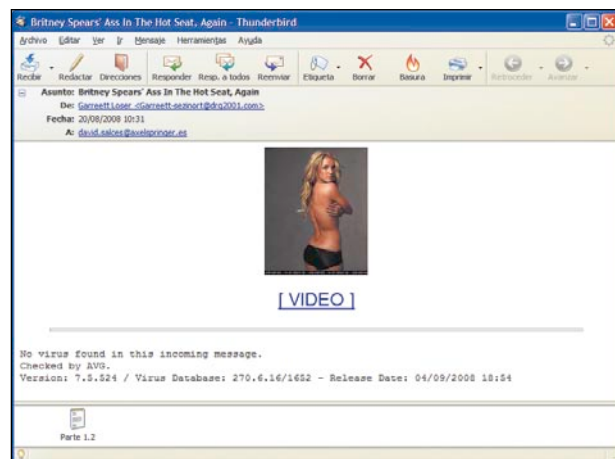 Britney Spears' Ass In The Hot Seat, Again - Thunderbird
Archivo Editar Ver Ir Mensaje Herramientas Ayuda
Recibir Redactar Direcciones Responder Resp. a todos Reenviar Etiqueta Borrar Basura Imprimir Retroceder Avanzar
Asunto: Britney Spears' Ass In The Hot Seat, Again
De: Garreett Loser <Garreett-sezinort@drq2001.com>
Fecha: 20/08/2008 10:31
A: david.salces@axelspringer.es
[ VIDEO ]
No virus found in this incoming message.
Checked by AVG.
Version: 7.5.524 / Virus Database: 270.6.16/1652 - Release Date: 04/09/2008 18:54
Parte 1.2